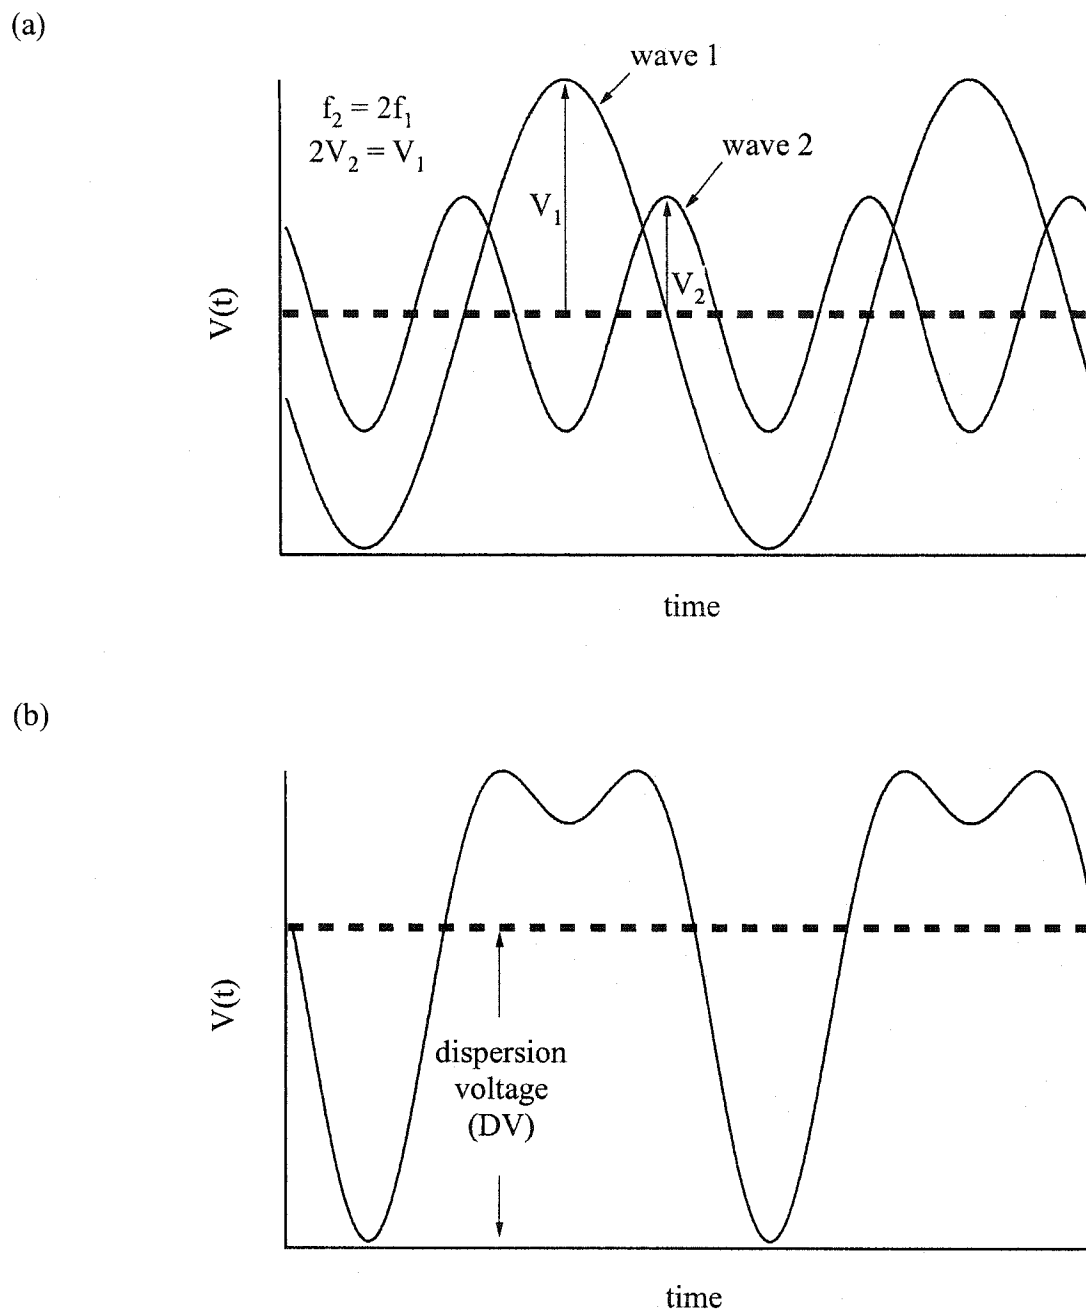 (a)
wave 1
f₂ = 2f₁
2V₂ = V₁
wave 2
V₁
V₂
V(t)
time
(b)
V(t)
dispersion
voltage
(DV)
time